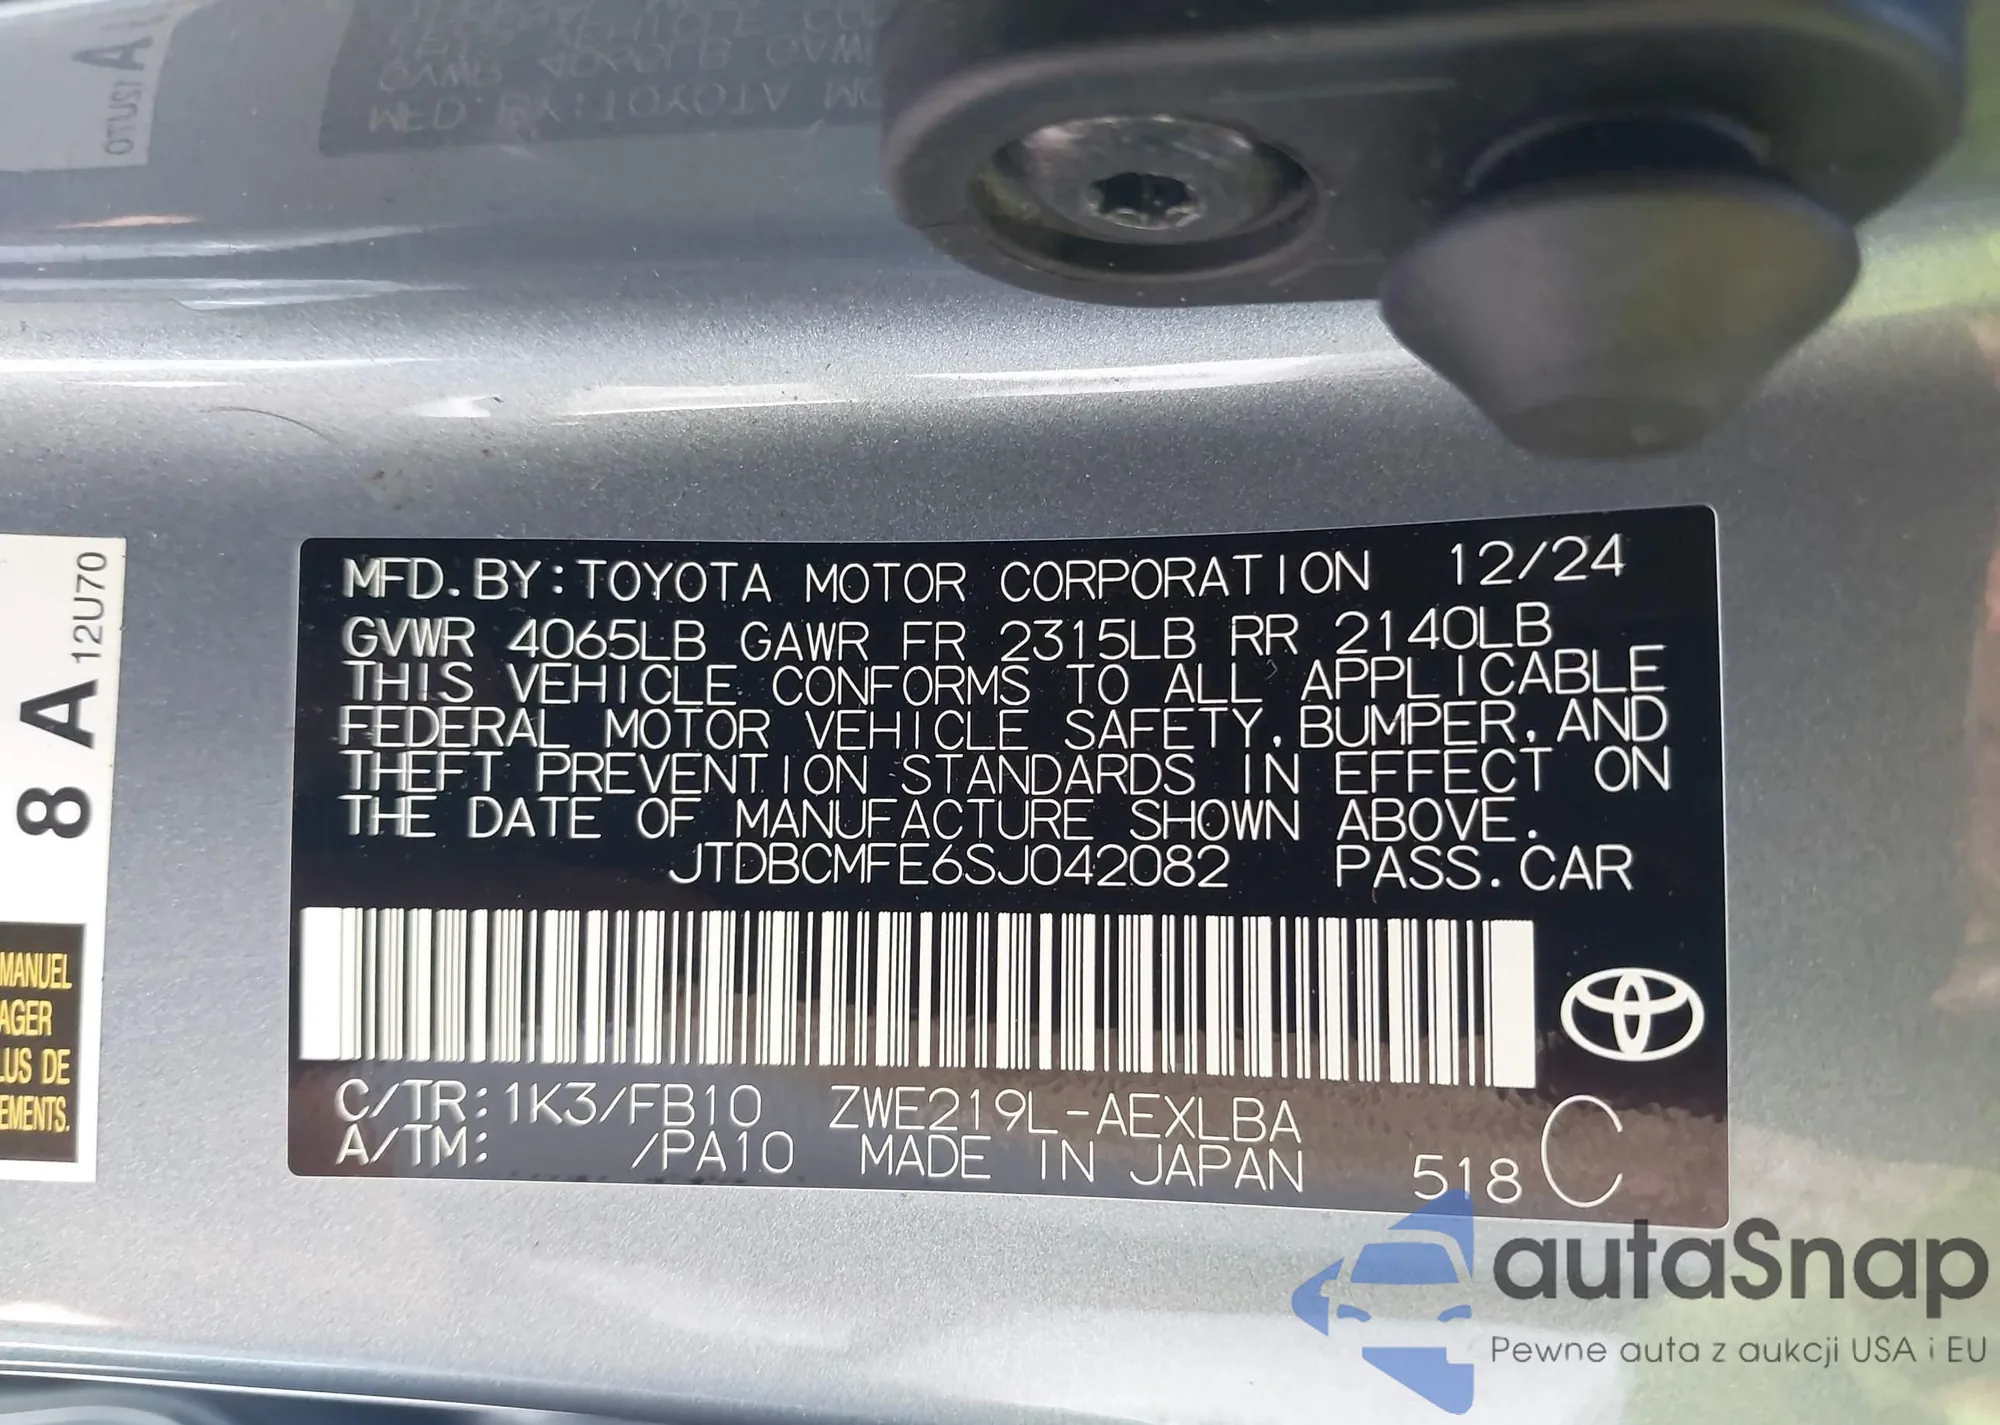 MFD. BY: TOYOTA MOTOR CORPORATION 12/24
GVWR 4065LB GAWR FR 2315LB RR 2140LB
THIS VEHICLE CONFORMS TO ALL APPLICABLE
FEDERAL MOTOR VEHICLE SAFETY, BUMPER, AND
THEFT PREVENTION STANDARDS IN EFFECT ON
THE DATE OF MANUFACTURE SHOWN ABOVE.
JTDBCMFE6SJ042082 PASS. CAR
C/TR: 1K3/FB10 ZWE219L-AEXLBA
A/TM: /PA10 MADE IN JAPAN 518 C
8 A 12U70
MANUEL
AGER
LUS DE
EMENTS.
autaSnap
Pewne auta z aukcji USA i EU